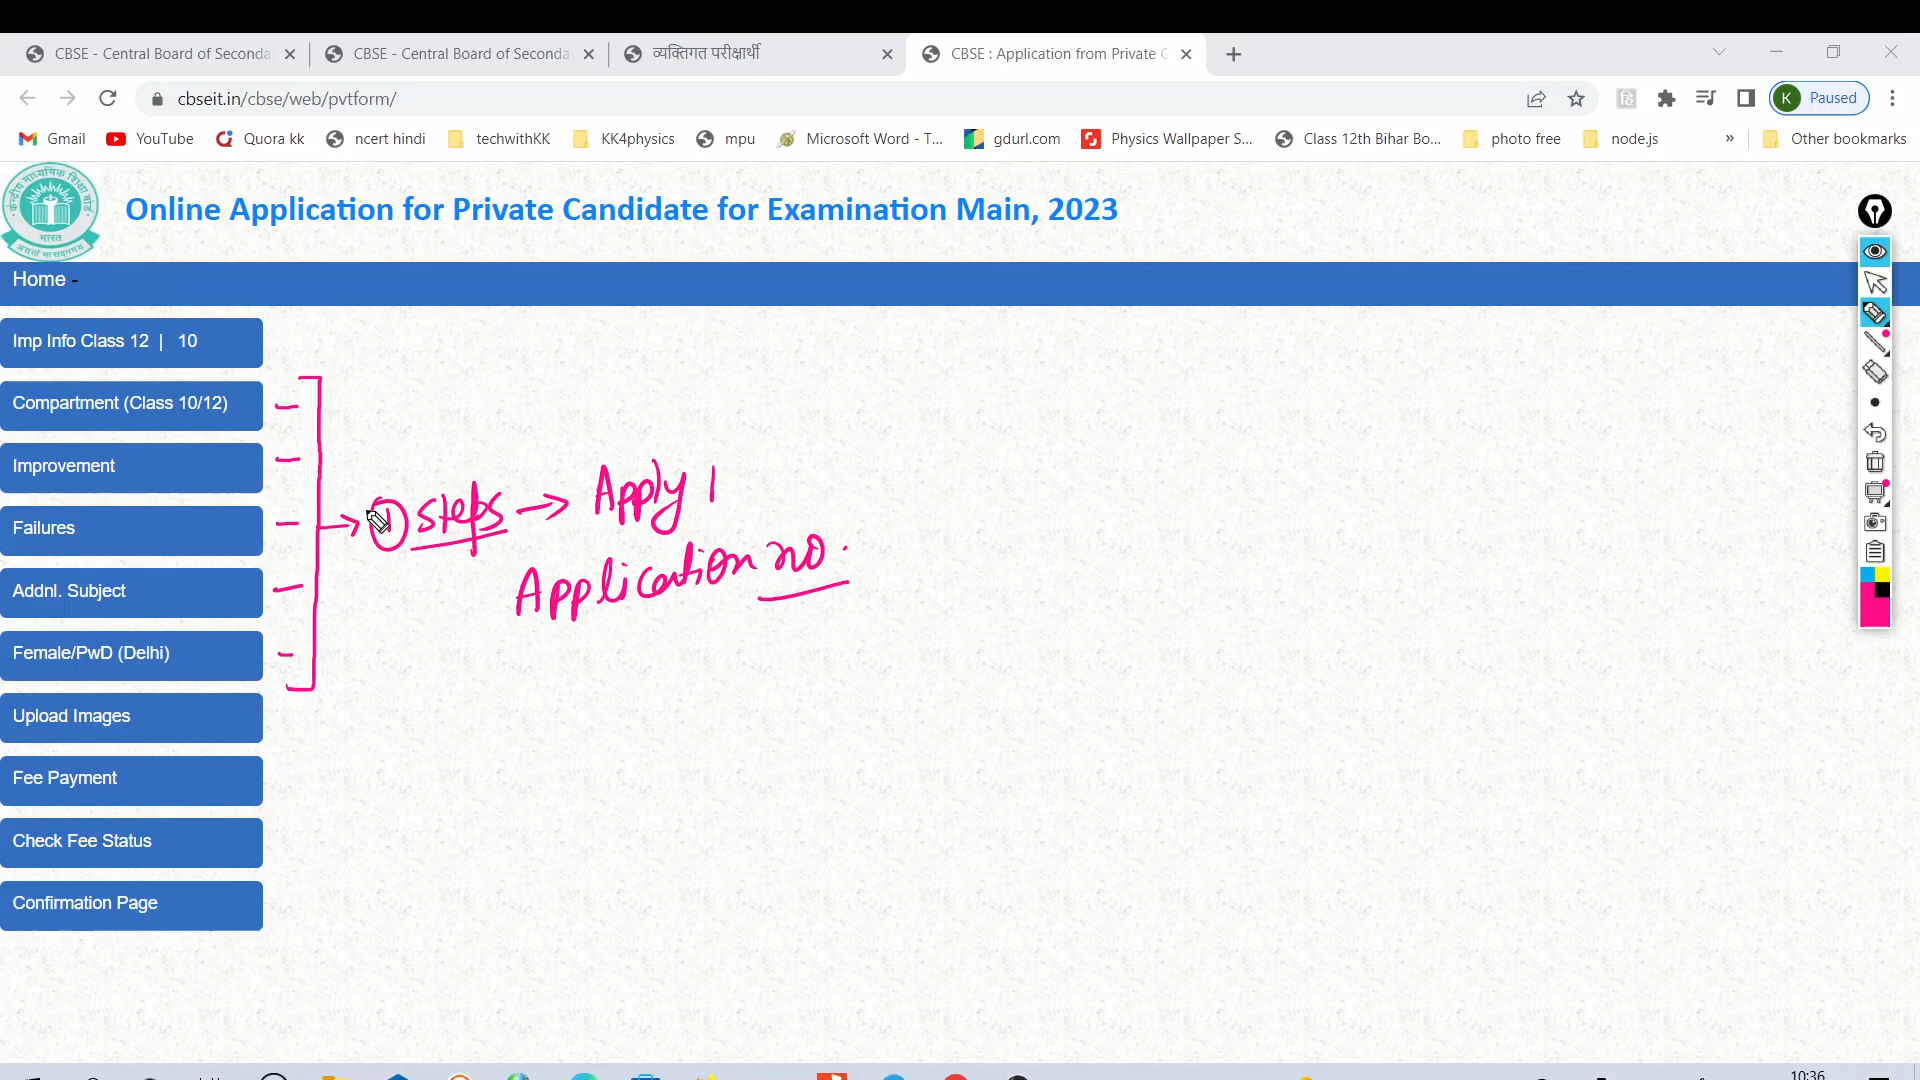 CBSE - Central Board of Seconda
CBSE - Central Board of Seconda
व्यक्तिगत परीक्षार्थी
CBSE : Application from Private C
cbseit.in/cbse/web/pvtform/
K Paused
Gmail
YouTube
Quora kk
ncert hindi
techwithKK
KK4physics
mpu
Microsoft Word - T...
gdurl.com
Physics Wallpaper S...
Class 12th Bihar Bo...
photo free
node.js
»
Other bookmarks
भारत
Online Application for Private Candidate for Examination Main, 2023
Home -
Imp Info Class 12 | 10
Compartment (Class 10/12)
Improvement
Failures
Addnl. Subject
Female/PwD (Delhi)
Upload Images
Fee Payment
Check Fee Status
Confirmation Page
① steps → Apply |
Application no.
10:36